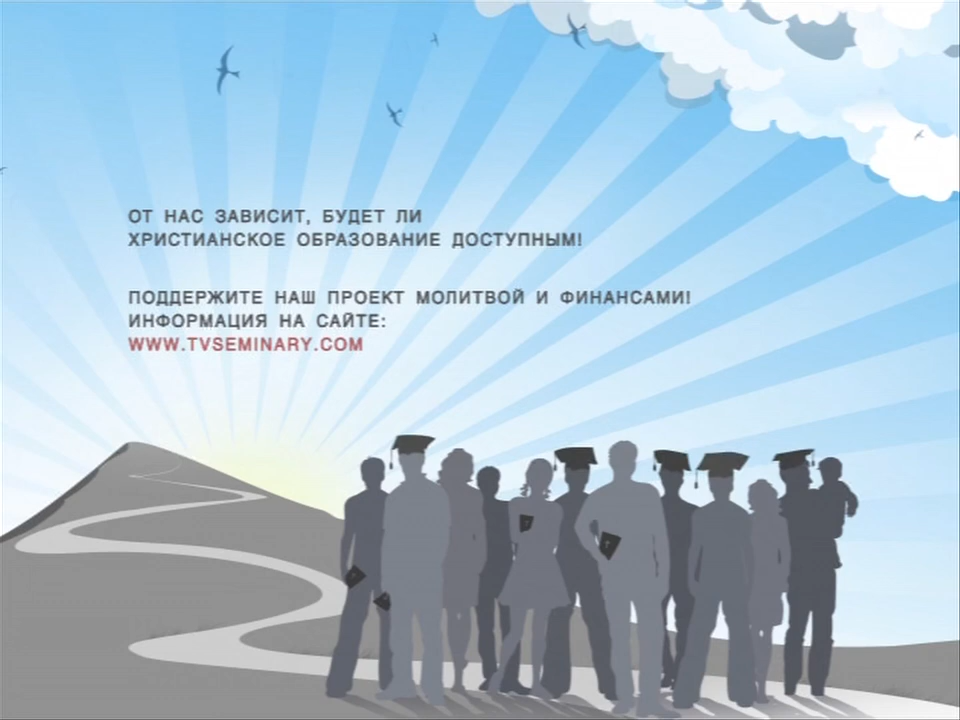 ОТ НАС ЗАВИСИТ, БУДЕТ ЛИ
ХРИСТИАНСКОЕ ОБРАЗОВАНИЕ ДОСТУПНЫМ!
ПОДДЕРЖИТЕ НАШ ПРОЕКТ МОЛИТВОЙ И ФИНАНСАМИ!
ИНФОРМАЦИЯ НА САЙТЕ:
WWW.TVSEMINARY.COM